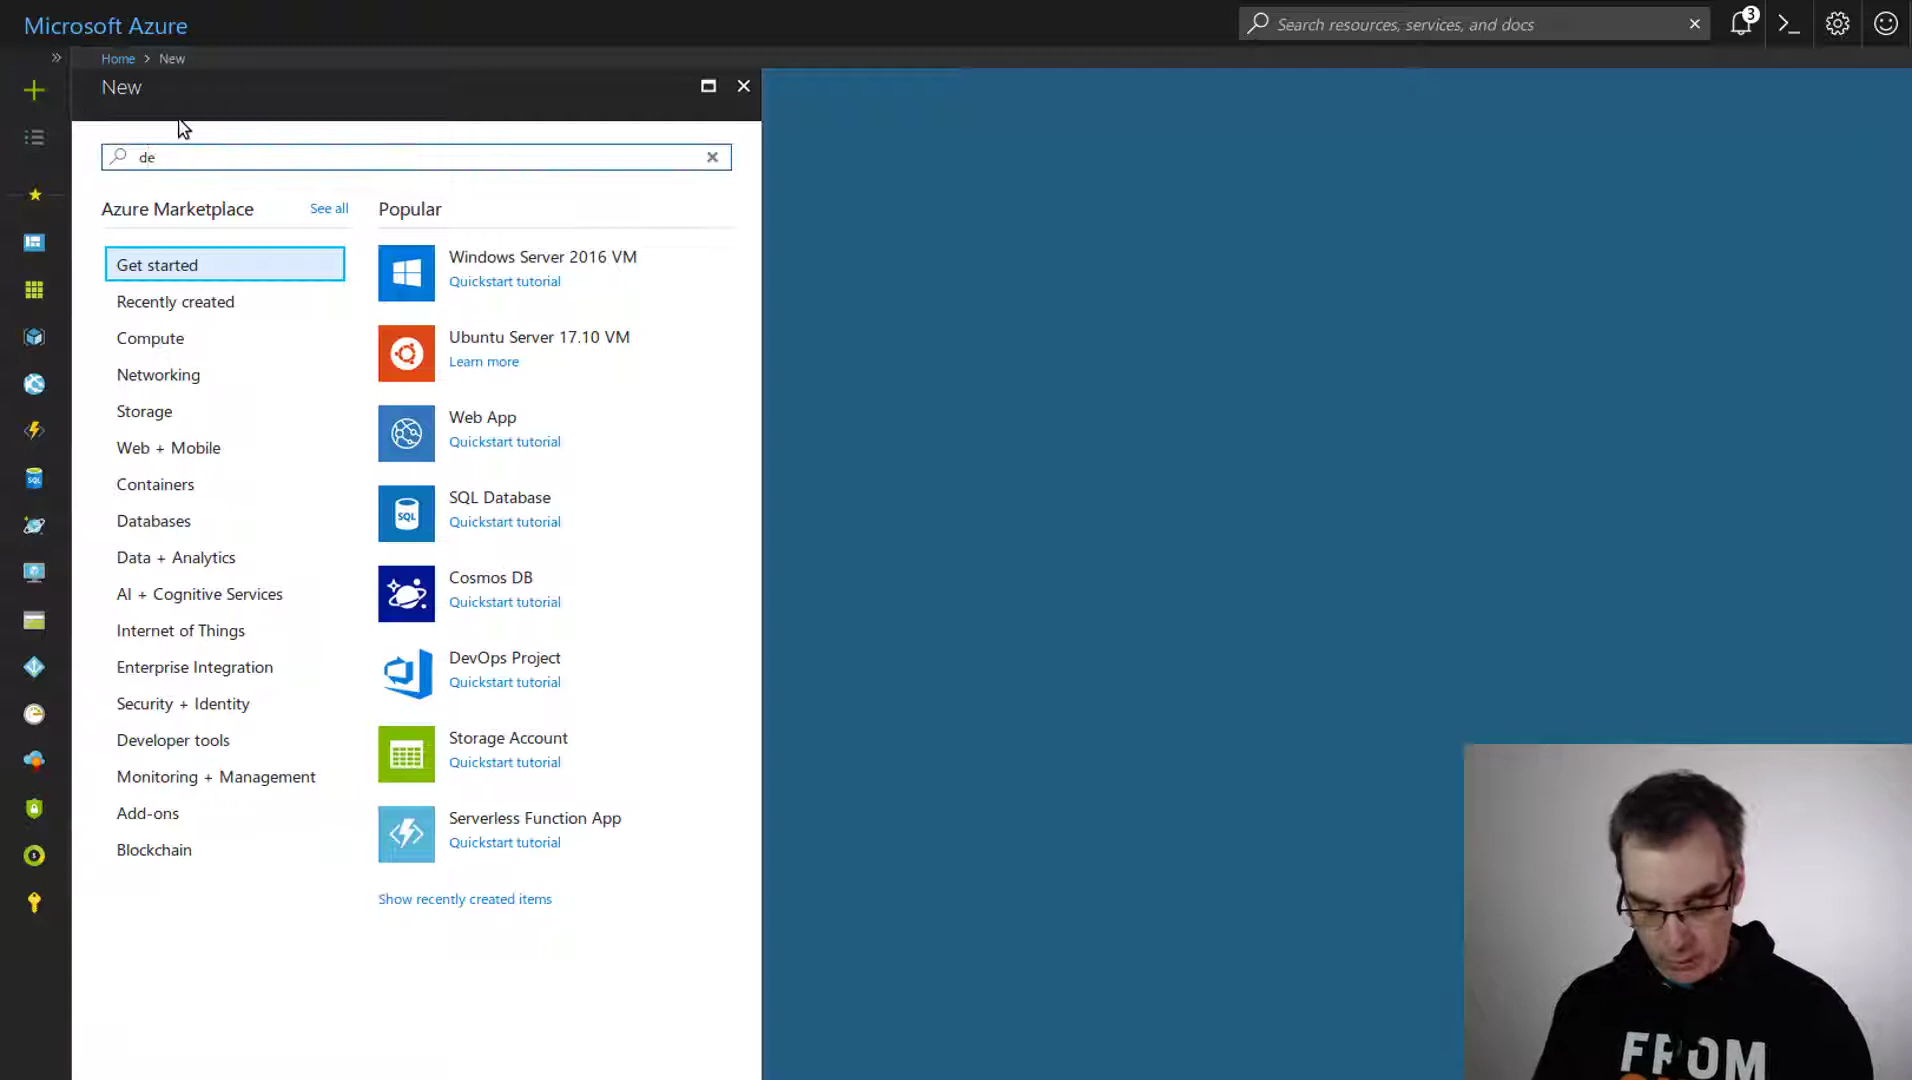 Microsoft Azure
Search resources, services, and docs
3
Home > New
New
de
Azure Marketplace
See all
Popular
Get started
Recently created
Compute
Networking
Storage
Web + Mobile
Containers
Databases
Data + Analytics
AI + Cognitive Services
Internet of Things
Enterprise Integration
Security + Identity
Developer tools
Monitoring + Management
Add-ons
Blockchain
Windows Server 2016 VM
Quickstart tutorial
Ubuntu Server 17.10 VM
Learn more
Web App
Quickstart tutorial
SQL
SQL Database
Quickstart tutorial
Cosmos DB
Quickstart tutorial
DevOps Project
Quickstart tutorial
Storage Account
Quickstart tutorial
Serverless Function App
Quickstart tutorial
Show recently created items
SQL
FROM